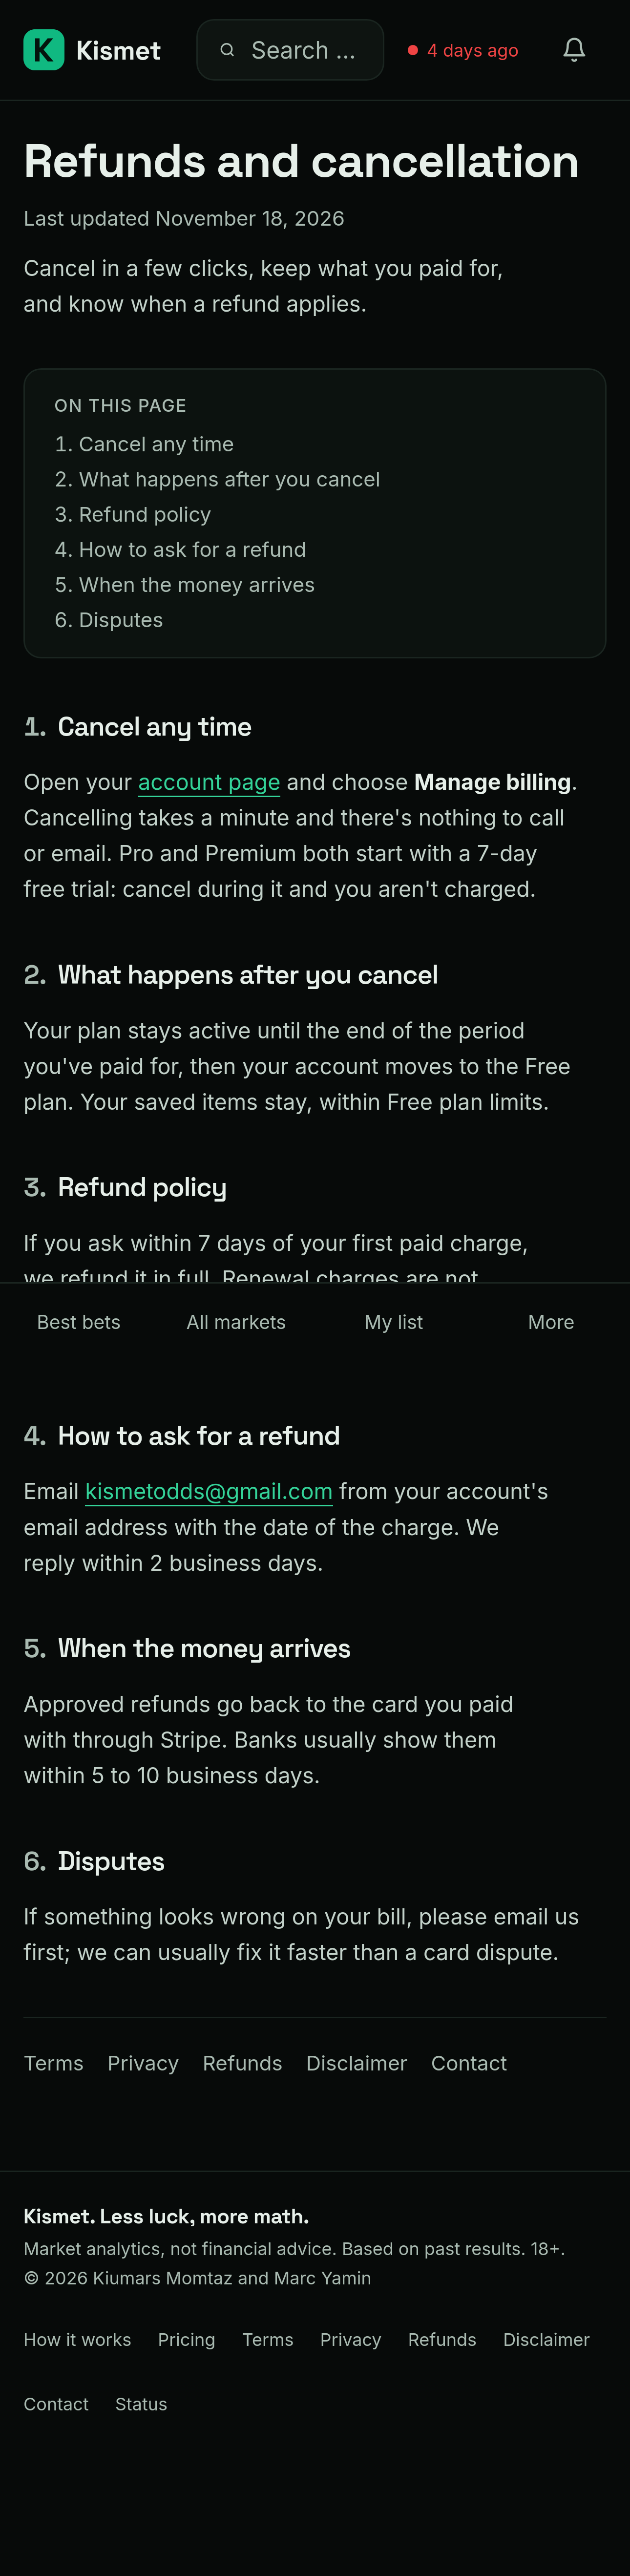 K Kismet
Search ...
4 days ago
Refunds and cancellation
Last updated November 18, 2026
Cancel in a few clicks, keep what you paid for,
and know when a refund applies.
ON THIS PAGE
1. Cancel any time
2. What happens after you cancel
3. Refund policy
4. How to ask for a refund
5. When the money arrives
6. Disputes
1. Cancel any time
Open your account page and choose Manage billing.
Cancelling takes a minute and there's nothing to call
or email. Pro and Premium both start with a 7-day
free trial: cancel during it and you aren't charged.
2. What happens after you cancel
Your plan stays active until the end of the period
you've paid for, then your account moves to the Free
plan. Your saved items stay, within Free plan limits.
3. Refund policy
If you ask within 7 days of your first paid charge,
we refund it in full. Renewal charges are not
Best bets
All markets
My list
More
4. How to ask for a refund
Email kismetodds@gmail.com from your account's
email address with the date of the charge. We
reply within 2 business days.
5. When the money arrives
Approved refunds go back to the card you paid
with through Stripe. Banks usually show them
within 5 to 10 business days.
6. Disputes
If something looks wrong on your bill, please email us
first; we can usually fix it faster than a card dispute.
Terms Privacy Refunds Disclaimer Contact
Kismet. Less luck, more math.
Market analytics, not financial advice. Based on past results. 18+.
© 2026 Kiumars Momtaz and Marc Yamin
How it works Pricing Terms Privacy Refunds Disclaimer
Contact Status